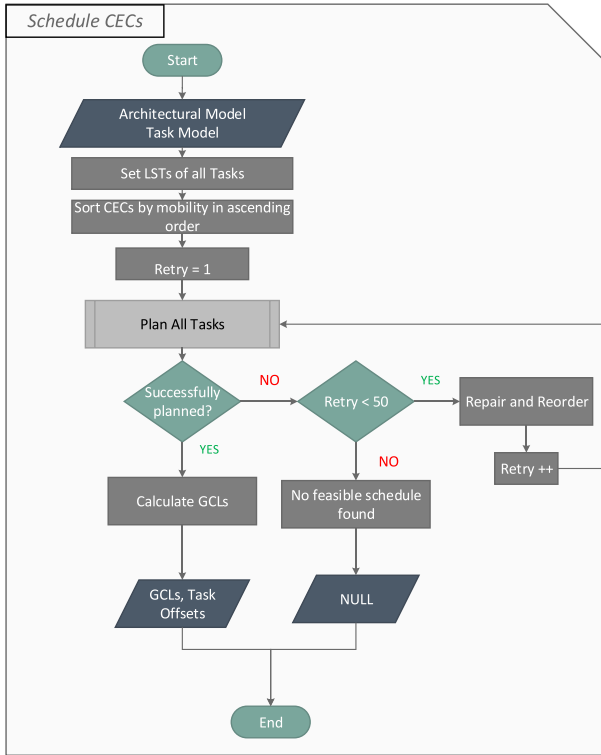 Schedule CECs
Start
Architectural Model
Task Model
Set LSTs of all Tasks
Sort CECs by mobility in ascending
order
Retry = 1
Plan All Tasks
Successfully
planned?
NO
Retry < 50
YES
Repair and Reorder
YES
NO
Retry ++
Calculate GCLs
No feasible schedule
found
GCLs, Task
Offsets
NULL
End